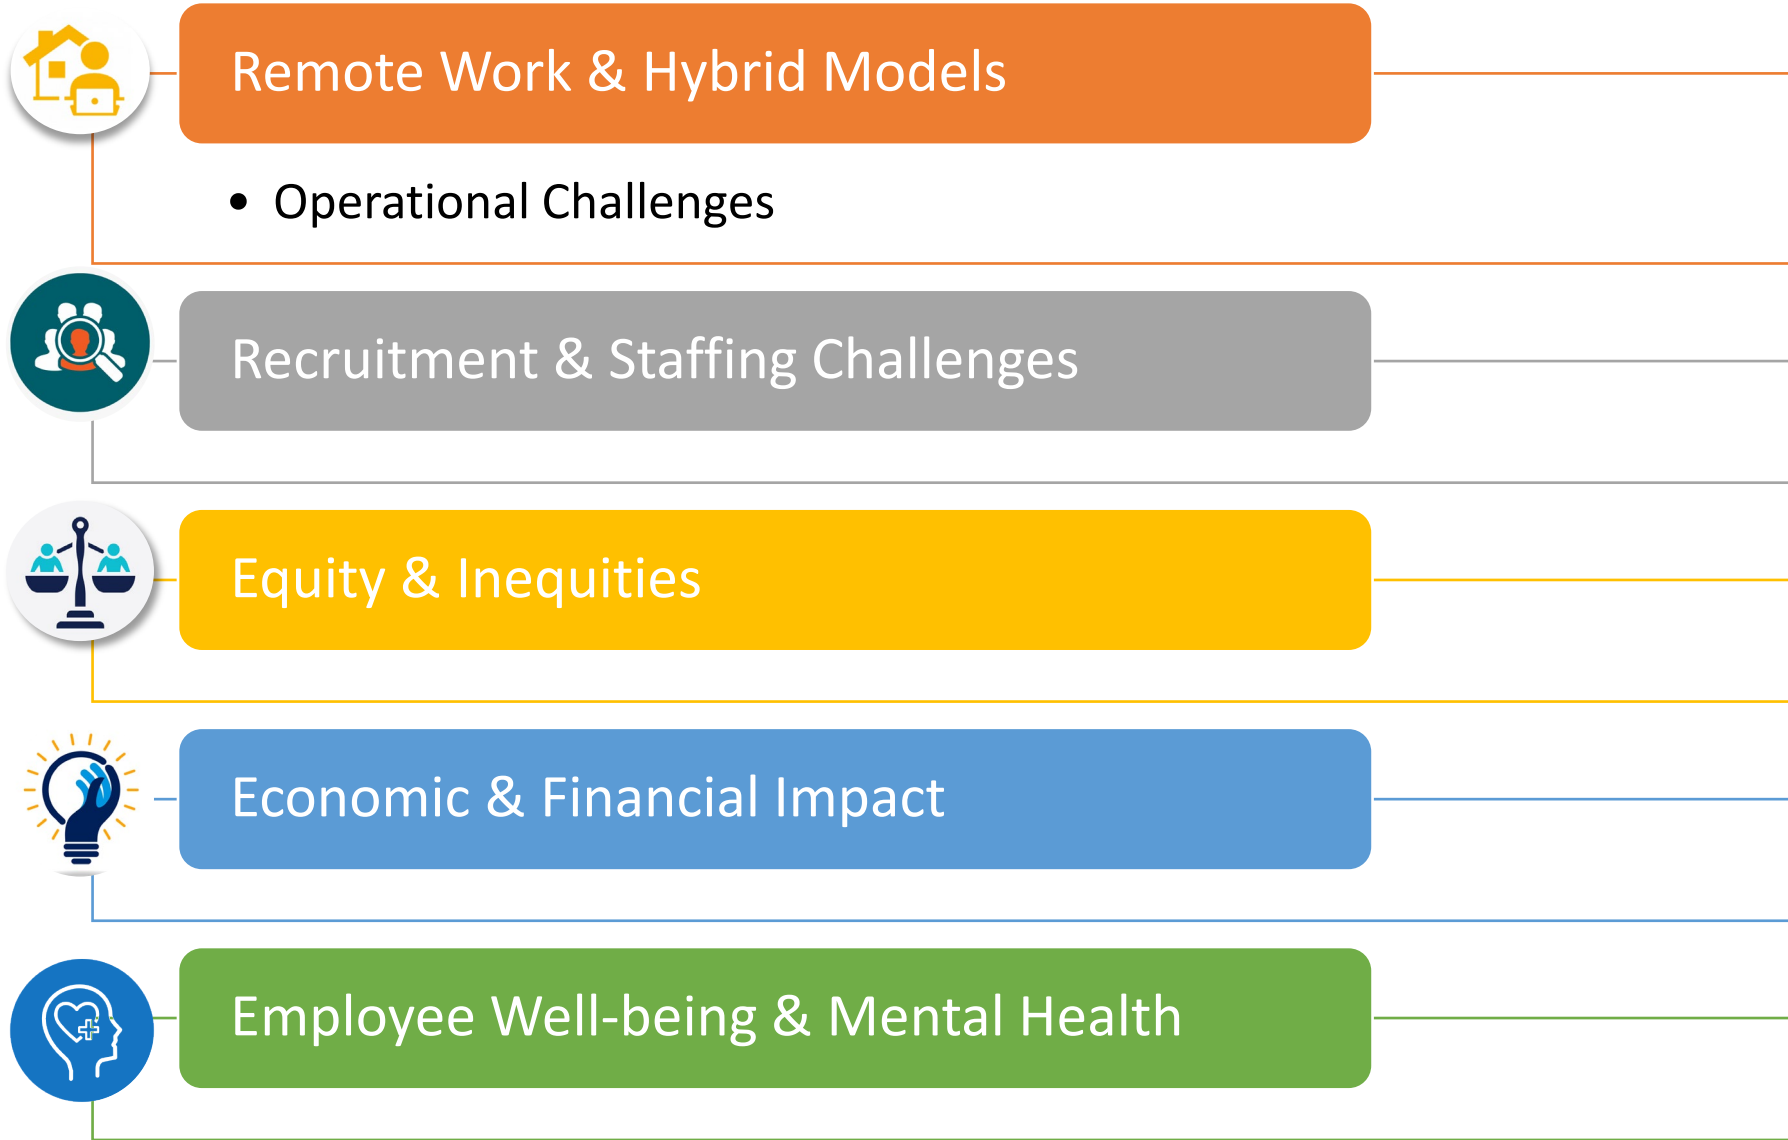 Remote Work & Hybrid Models
• Operational Challenges
Recruitment & Staffing Challenges
Equity & Inequities
Economic & Financial Impact
Employee Well-being & Mental Health